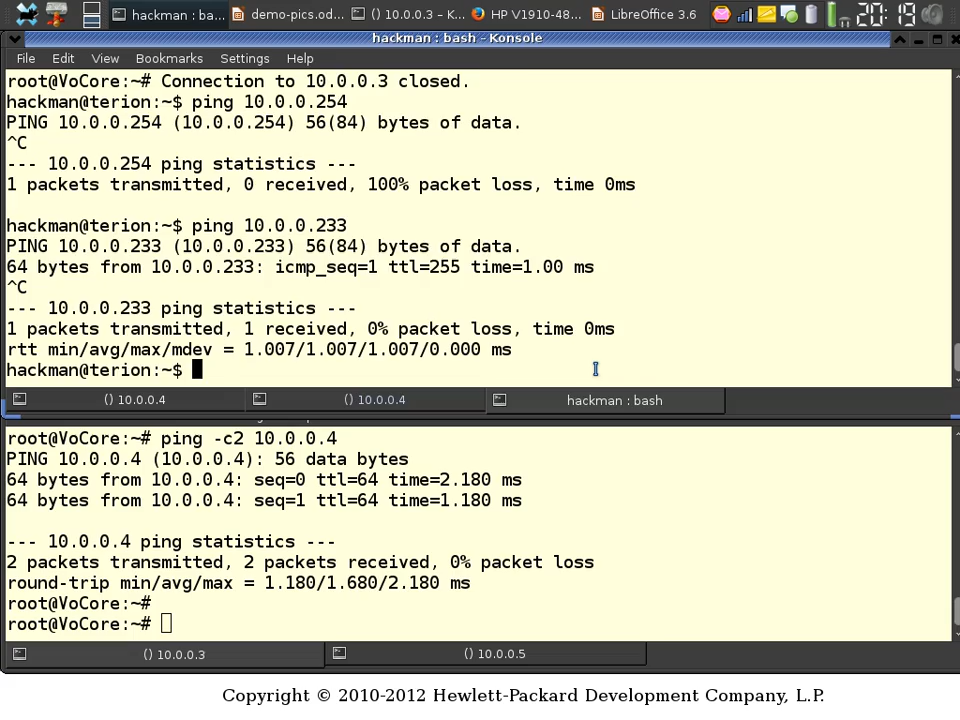 hackman : ba...
demo-pics.od...
() 10.0.0.3 – K...
HP V1910-48...
LibreOffice 3.6
20:19
hackman : bash – Konsole
File Edit View Bookmarks Settings Help
root@VoCore:~# Connection to 10.0.0.3 closed.
hackman@terion:~$ ping 10.0.0.254
PING 10.0.0.254 (10.0.0.254) 56(84) bytes of data.
^C
--- 10.0.0.254 ping statistics ---
1 packets transmitted, 0 received, 100% packet loss, time 0ms
hackman@terion:~$ ping 10.0.0.233
PING 10.0.0.233 (10.0.0.233) 56(84) bytes of data.
64 bytes from 10.0.0.233: icmp_seq=1 ttl=255 time=1.00 ms
^C
--- 10.0.0.233 ping statistics ---
1 packets transmitted, 1 received, 0% packet loss, time 0ms
rtt min/avg/max/mdev = 1.007/1.007/1.007/0.000 ms
hackman@terion:~$
() 10.0.0.4
() 10.0.0.4
hackman : bash
root@VoCore:~# ping -c2 10.0.0.4
PING 10.0.0.4 (10.0.0.4): 56 data bytes
64 bytes from 10.0.0.4: seq=0 ttl=64 time=2.180 ms
64 bytes from 10.0.0.4: seq=1 ttl=64 time=1.180 ms
--- 10.0.0.4 ping statistics ---
2 packets transmitted, 2 packets received, 0% packet loss
round-trip min/avg/max = 1.180/1.680/2.180 ms
root@VoCore:~#
root@VoCore:~#
() 10.0.0.3
() 10.0.0.5
Copyright © 2010-2012 Hewlett-Packard Development Company, L.P.